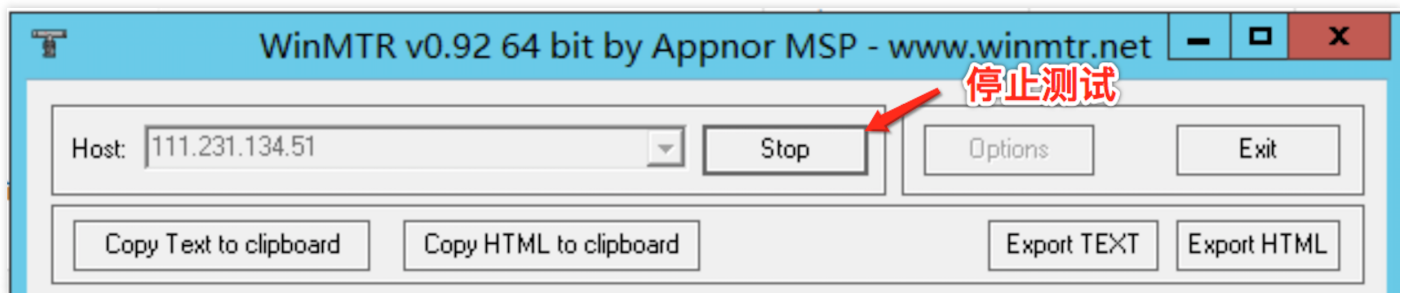 WinMTR v0.92 64 bit by Appnor MSP - www.winmtr.net
停止测试
Host: 111.231.134.51 Stop Options Exit
Copy Text to clipboard Copy HTML to clipboard Export TEXT Export HTML